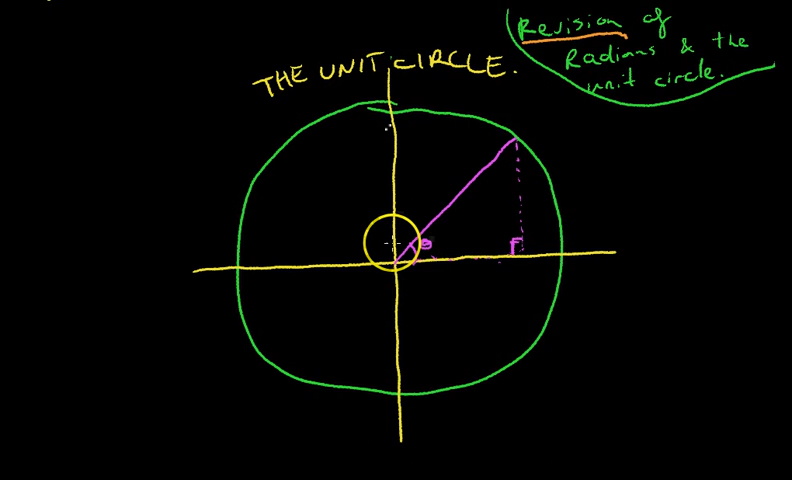 Revision of
Radians & the
unit circle.
THE UNIT CIRCLE.
θ